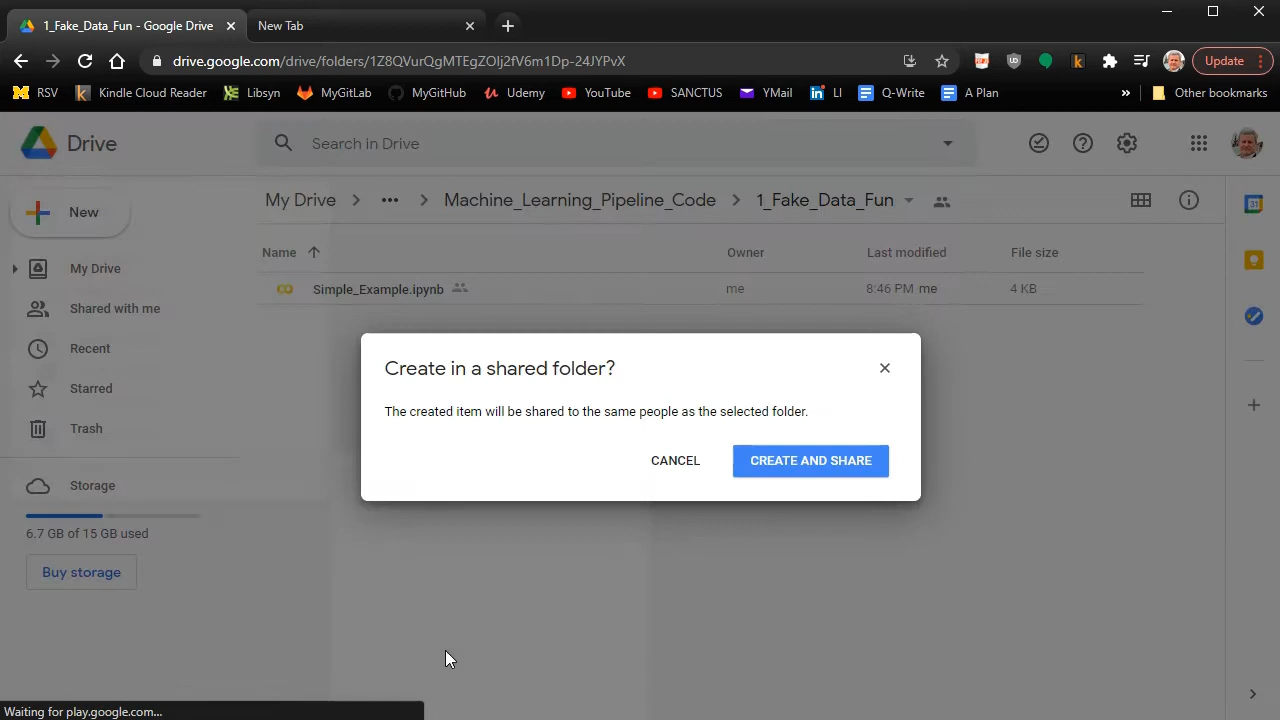 1_Fake_Data_Fun - Google Drive
New Tab
drive.google.com/drive/folders/1Z8QVurQgMTEgZOIj2fV6m1Dp-24JYPvX
Update
RSV
Kindle Cloud Reader
Libsyn
MyGitLab
MyGitHub
Udemy
YouTube
SANCTUS
YMail
LI
Q-Write
A Plan
»
Other bookmarks
Drive
Search in Drive
New
My Drive > ... > Machine_Learning_Pipeline_Code > 1_Fake_Data_Fun
Name
Owner
Last modified
File size
Simple_Example.ipynb
me
8:46 PM me
4 KB
My Drive
Shared with me
Recent
Starred
Trash
Storage
6.7 GB of 15 GB used
Buy storage
Create in a shared folder?
The created item will be shared to the same people as the selected folder.
CANCEL
CREATE AND SHARE
31
Waiting for play.google.com...